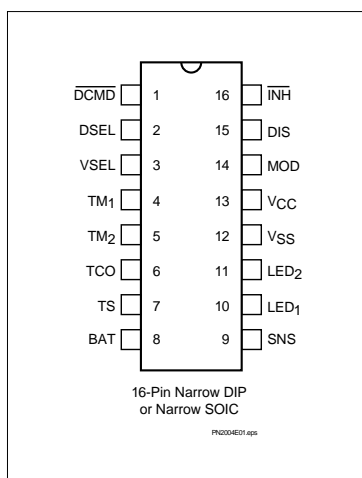 D̅C̅M̅D̅ 1 16 I̅N̅H̅
DSEL 2 15 DIS
VSEL 3 14 MOD
TM1 4 13 VCC
TM2 5 12 VSS
TCO 6 11 LED2
TS 7 10 LED1
BAT 8 9 SNS
16-Pin Narrow DIP
or Narrow SOIC
PN2004E01.eps